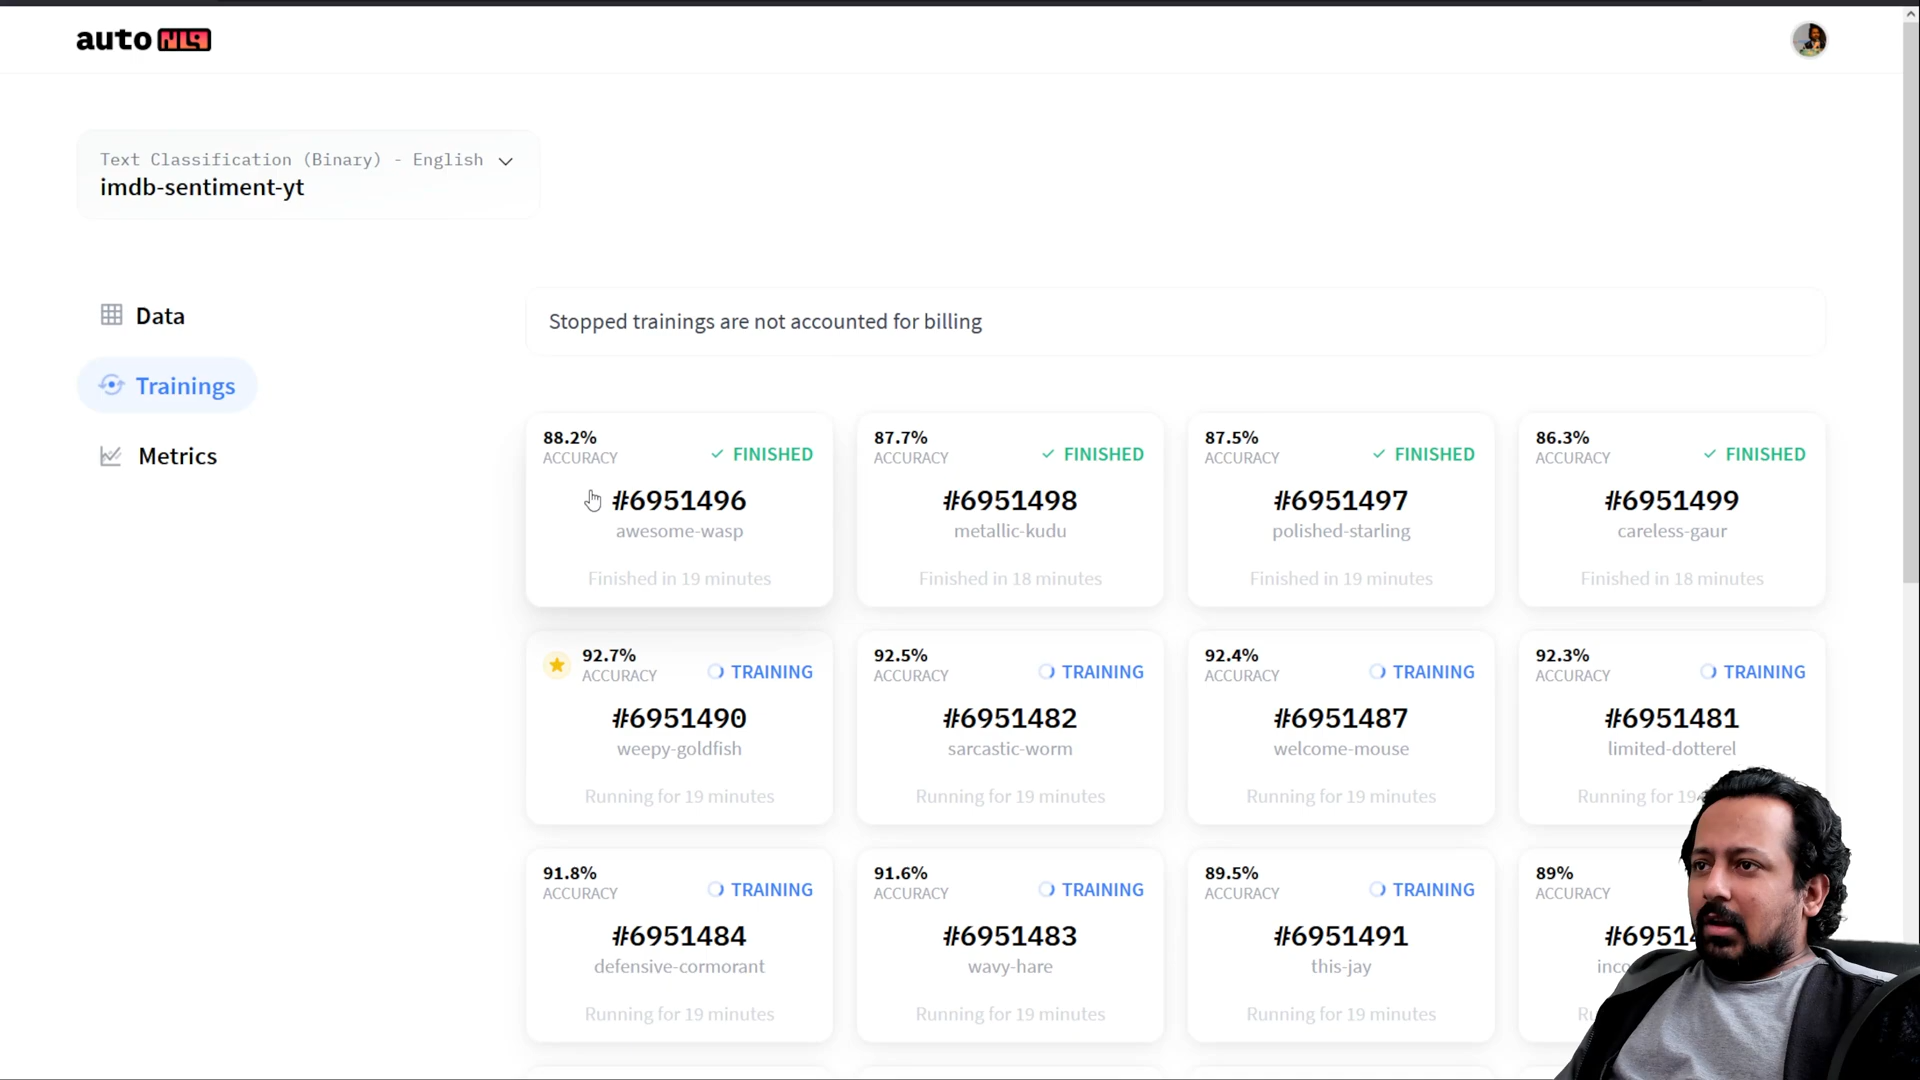 auto NLP
Text Classification (Binary) - English
imdb-sentiment-yt
Data
Trainings
Metrics
Stopped trainings are not accounted for billing
88.2%
ACCURACY
FINISHED
#6951496
awesome-wasp
Finished in 19 minutes
87.7%
ACCURACY
FINISHED
#6951498
metallic-kudu
Finished in 18 minutes
87.5%
ACCURACY
FINISHED
#6951497
polished-starling
Finished in 19 minutes
86.3%
ACCURACY
FINISHED
#6951499
careless-gaur
Finished in 18 minutes
92.7%
ACCURACY
TRAINING
#6951490
weepy-goldfish
Running for 19 minutes
92.5%
ACCURACY
TRAINING
#6951482
sarcastic-worm
Running for 19 minutes
92.4%
ACCURACY
TRAINING
#6951487
welcome-mouse
Running for 19 minutes
92.3%
ACCURACY
TRAINING
#6951481
limited-dotterel
Running for 19
91.8%
ACCURACY
TRAINING
#6951484
defensive-cormorant
Running for 19 minutes
91.6%
ACCURACY
TRAINING
#6951483
wavy-hare
Running for 19 minutes
89.5%
ACCURACY
TRAINING
#6951491
this-jay
Running for 19 minutes
89%
ACCURACY